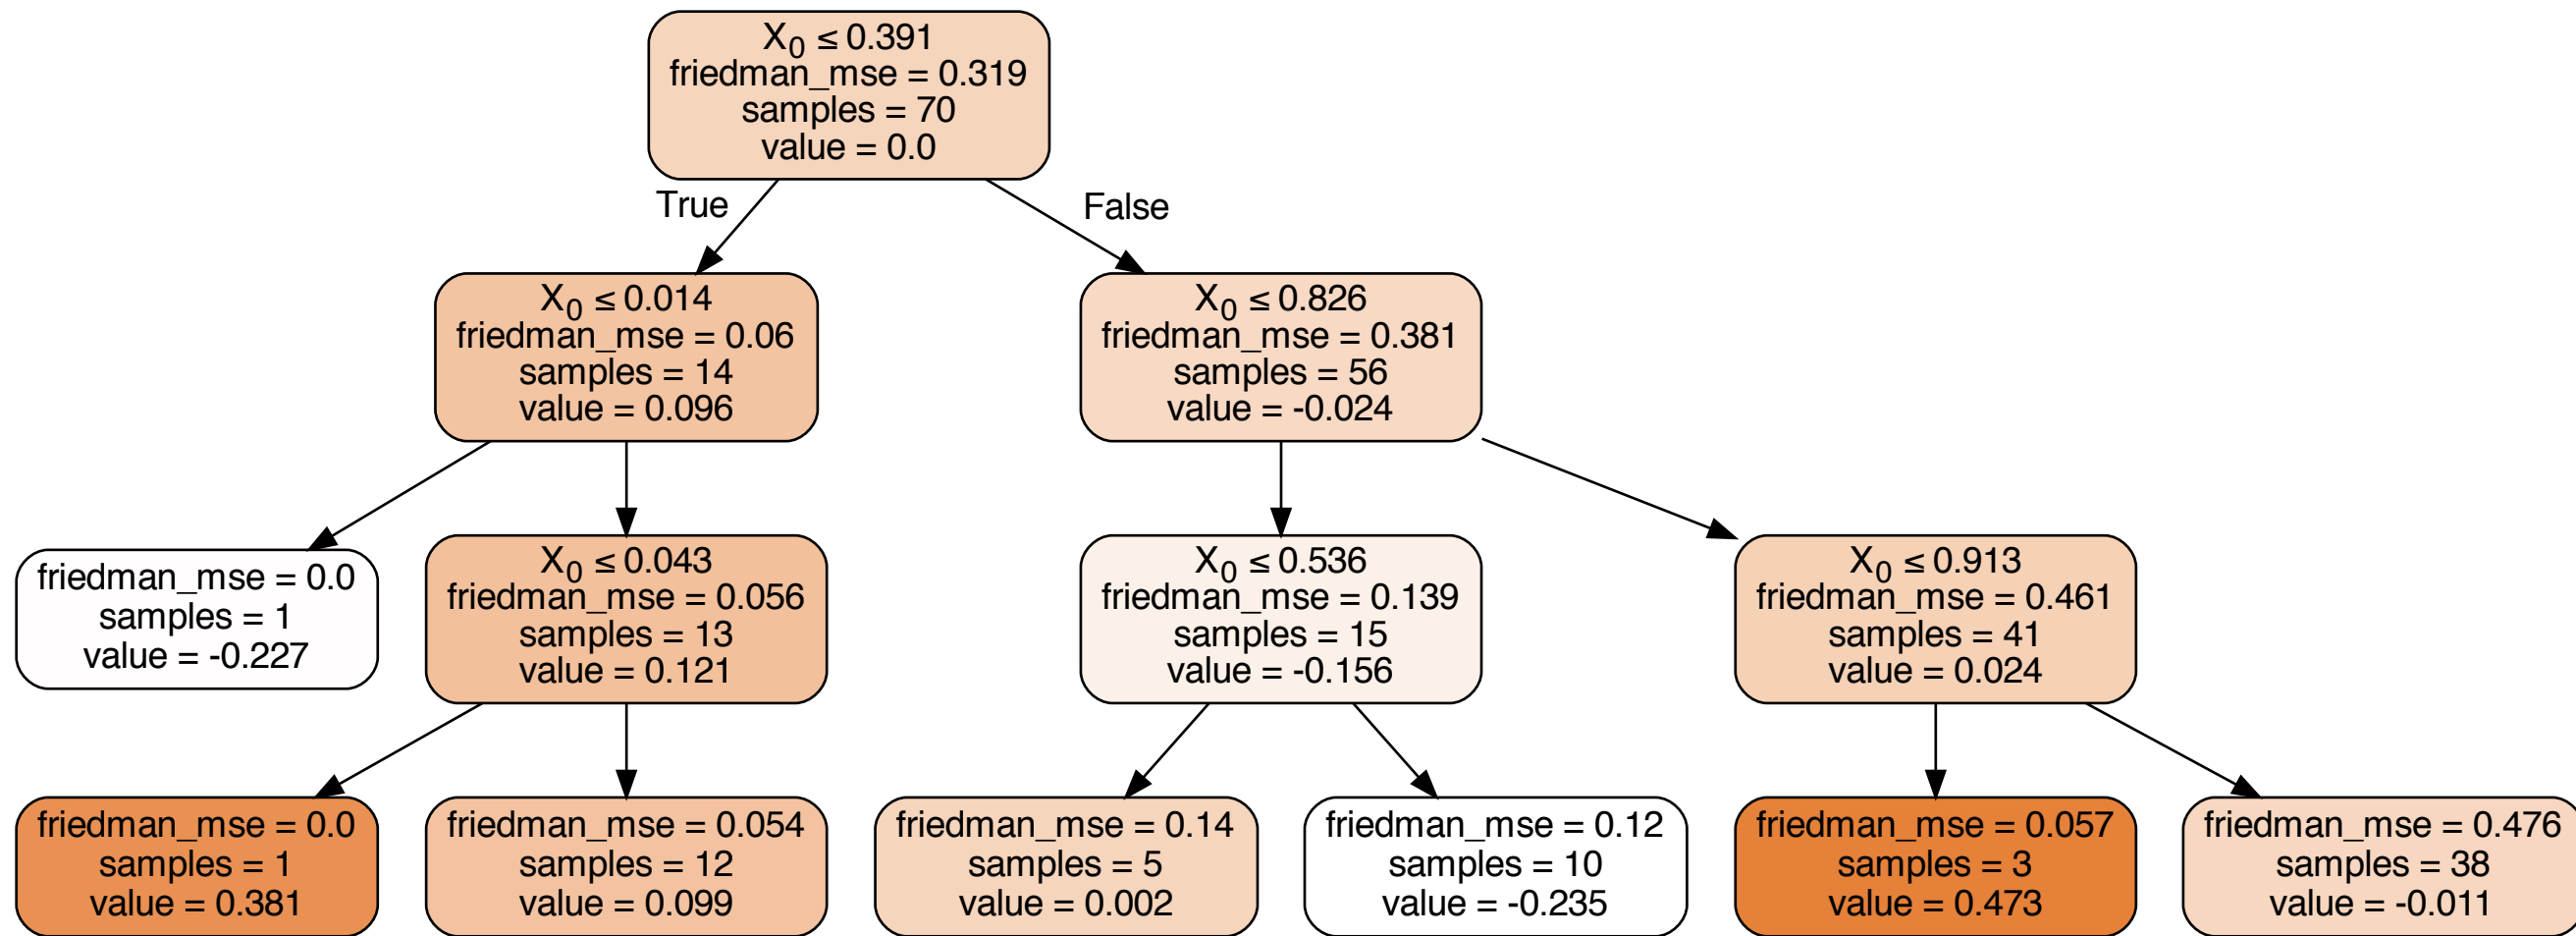 X₀ ≤ 0.391
friedman_mse = 0.319
samples = 70
value = 0.0
True
False
X₀ ≤ 0.014
friedman_mse = 0.06
samples = 14
value = 0.096
X₀ ≤ 0.826
friedman_mse = 0.381
samples = 56
value = -0.024
friedman_mse = 0.0
samples = 1
value = -0.227
X₀ ≤ 0.043
friedman_mse = 0.056
samples = 13
value = 0.121
X₀ ≤ 0.536
friedman_mse = 0.139
samples = 15
value = -0.156
X₀ ≤ 0.913
friedman_mse = 0.461
samples = 41
value = 0.024
friedman_mse = 0.0
samples = 1
value = 0.381
friedman_mse = 0.054
samples = 12
value = 0.099
friedman_mse = 0.14
samples = 5
value = 0.002
friedman_mse = 0.12
samples = 10
value = -0.235
friedman_mse = 0.057
samples = 3
value = 0.473
friedman_mse = 0.476
samples = 38
value = -0.011